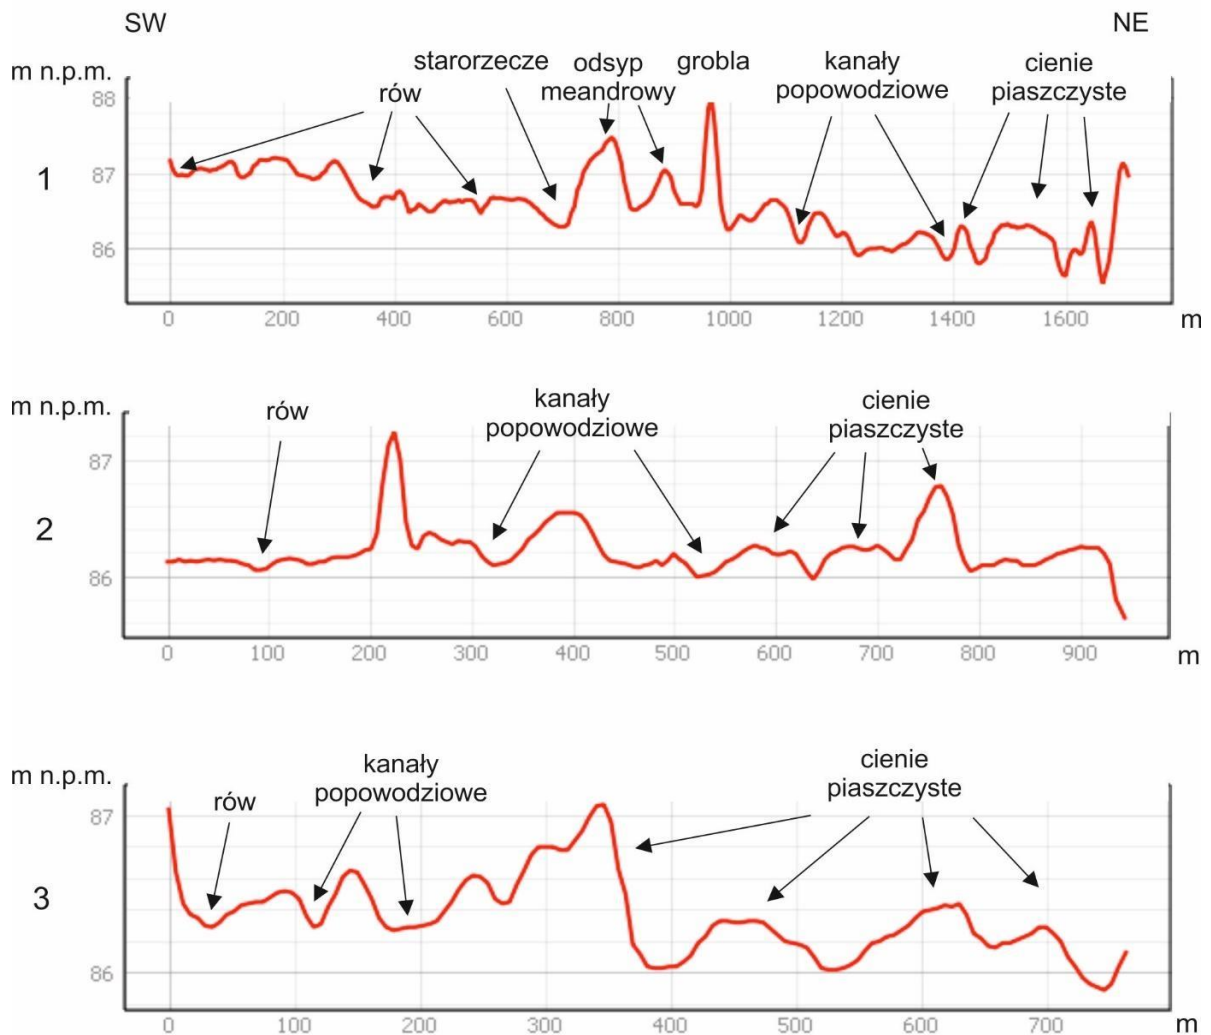 SW
NE
m n.p.m.
starorzecze
odsyp
meandrowy
grobla
kanały
popowodziowe
cienie
piaszczyste
rów
88
87
86
1
0
200
400
600
800
1000
1200
1400
1600
m
m n.p.m.
rów
kanały
popowodziowe
cienie
piaszczyste
87
86
2
0
100
200
300
400
500
600
700
800
900
m
m n.p.m.
rów
kanały
popowodziowe
cienie
piaszczyste
87
86
3
0
100
200
300
400
500
600
700
m